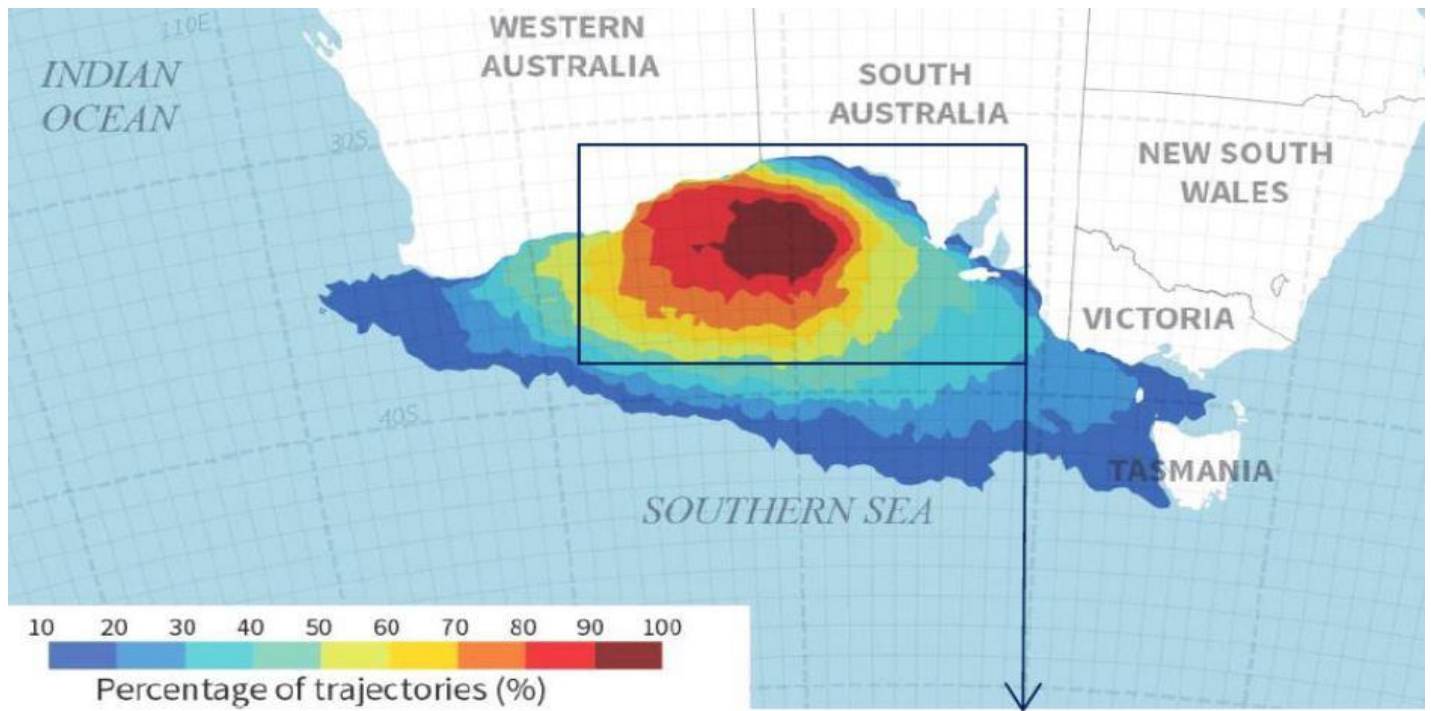 110E
WESTERN
AUSTRALIA
INDIAN
OCEAN
SOUTH
AUSTRALIA
30S
NEW SOUTH
WALES
VICTORIA
40S
TASMANIA
SOUTHERN SEA
10 20 30 40 50 60 70 80 90 100
Percentage of trajectories (%)